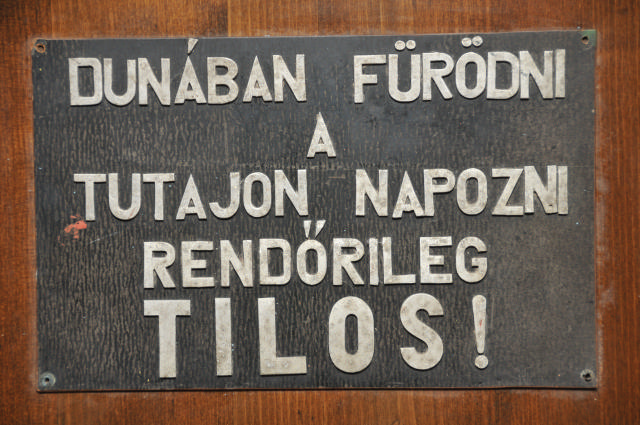 DUNÁBAN FÜRÖDNI
A
TUTAJON NAPOZNI
RENDŐRILEG
TILOS!